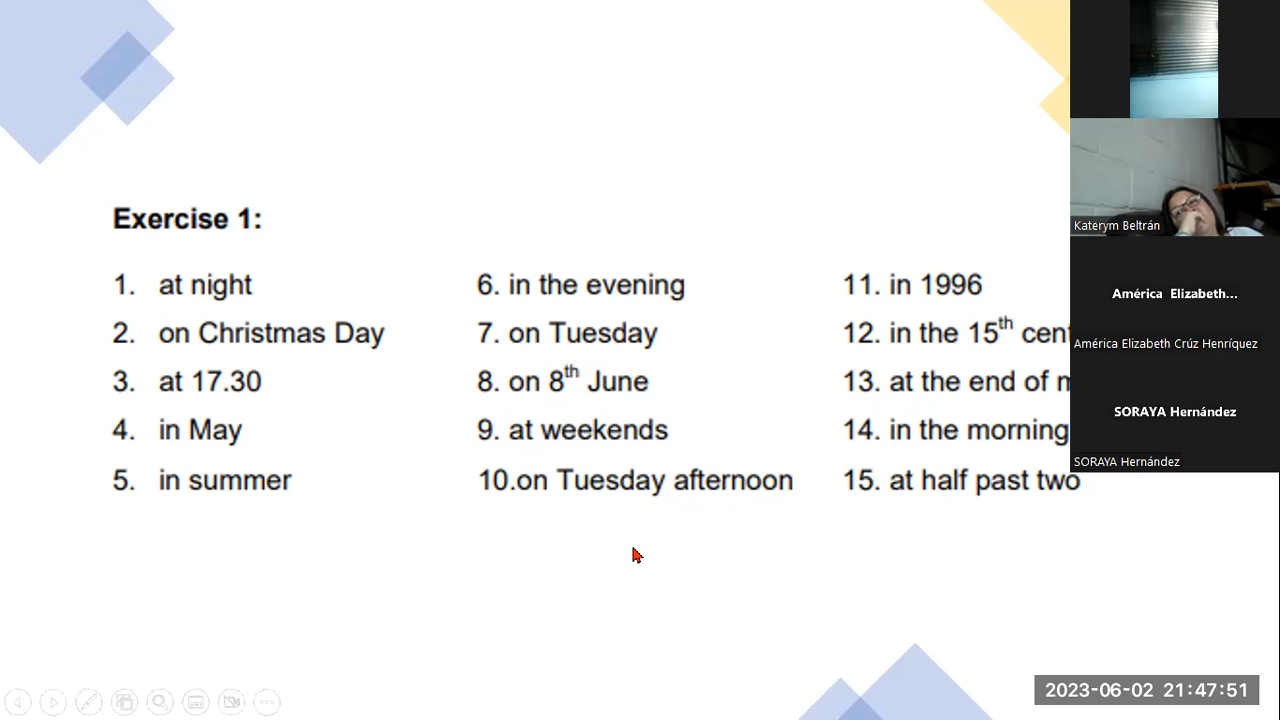 Exercise 1:
1. at night
2. on Christmas Day
3. at 17.30
4. in May
5. in summer
6. in the evening
7. on Tuesday
8. on 8th June
9. at weekends
10.on Tuesday afternoon
11. in 1996
12. in the 15th cent
13. at the end of m
14. in the morning
15. at half past two
Katerym Beltrán
América Elizabeth...
América Elizabeth Crúz Henríquez
SORAYA Hernández
SORAYA Hernández
2023-06-02 21:47:51